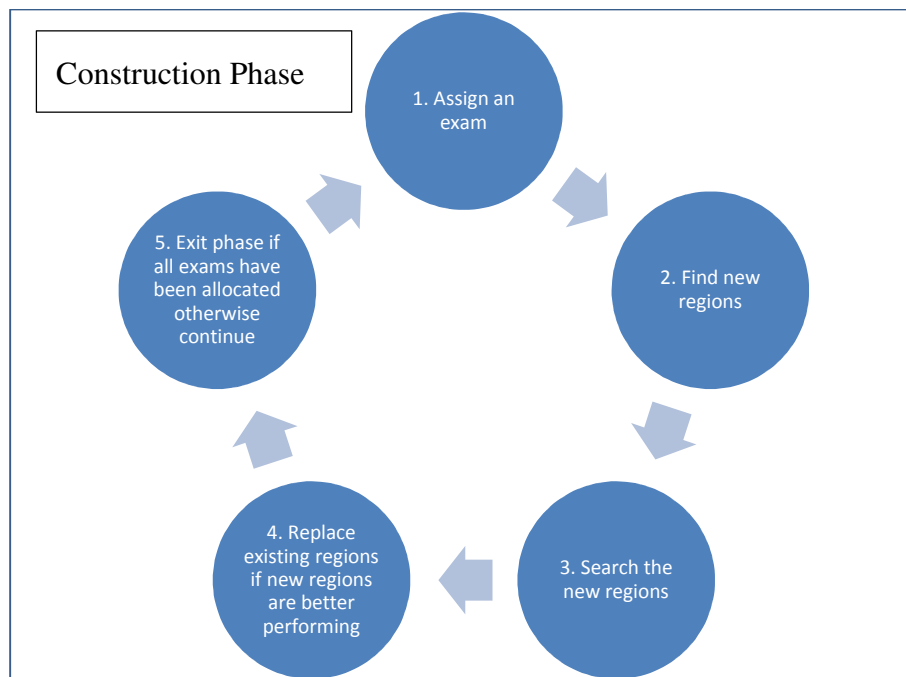 Construction Phase
1. Assign an
exam
2. Find new
regions
3. Search the
new regions
4. Replace
existing regions
if new regions
are better
performing
5. Exit phase if
all exams have
been allocated
otherwise
continue